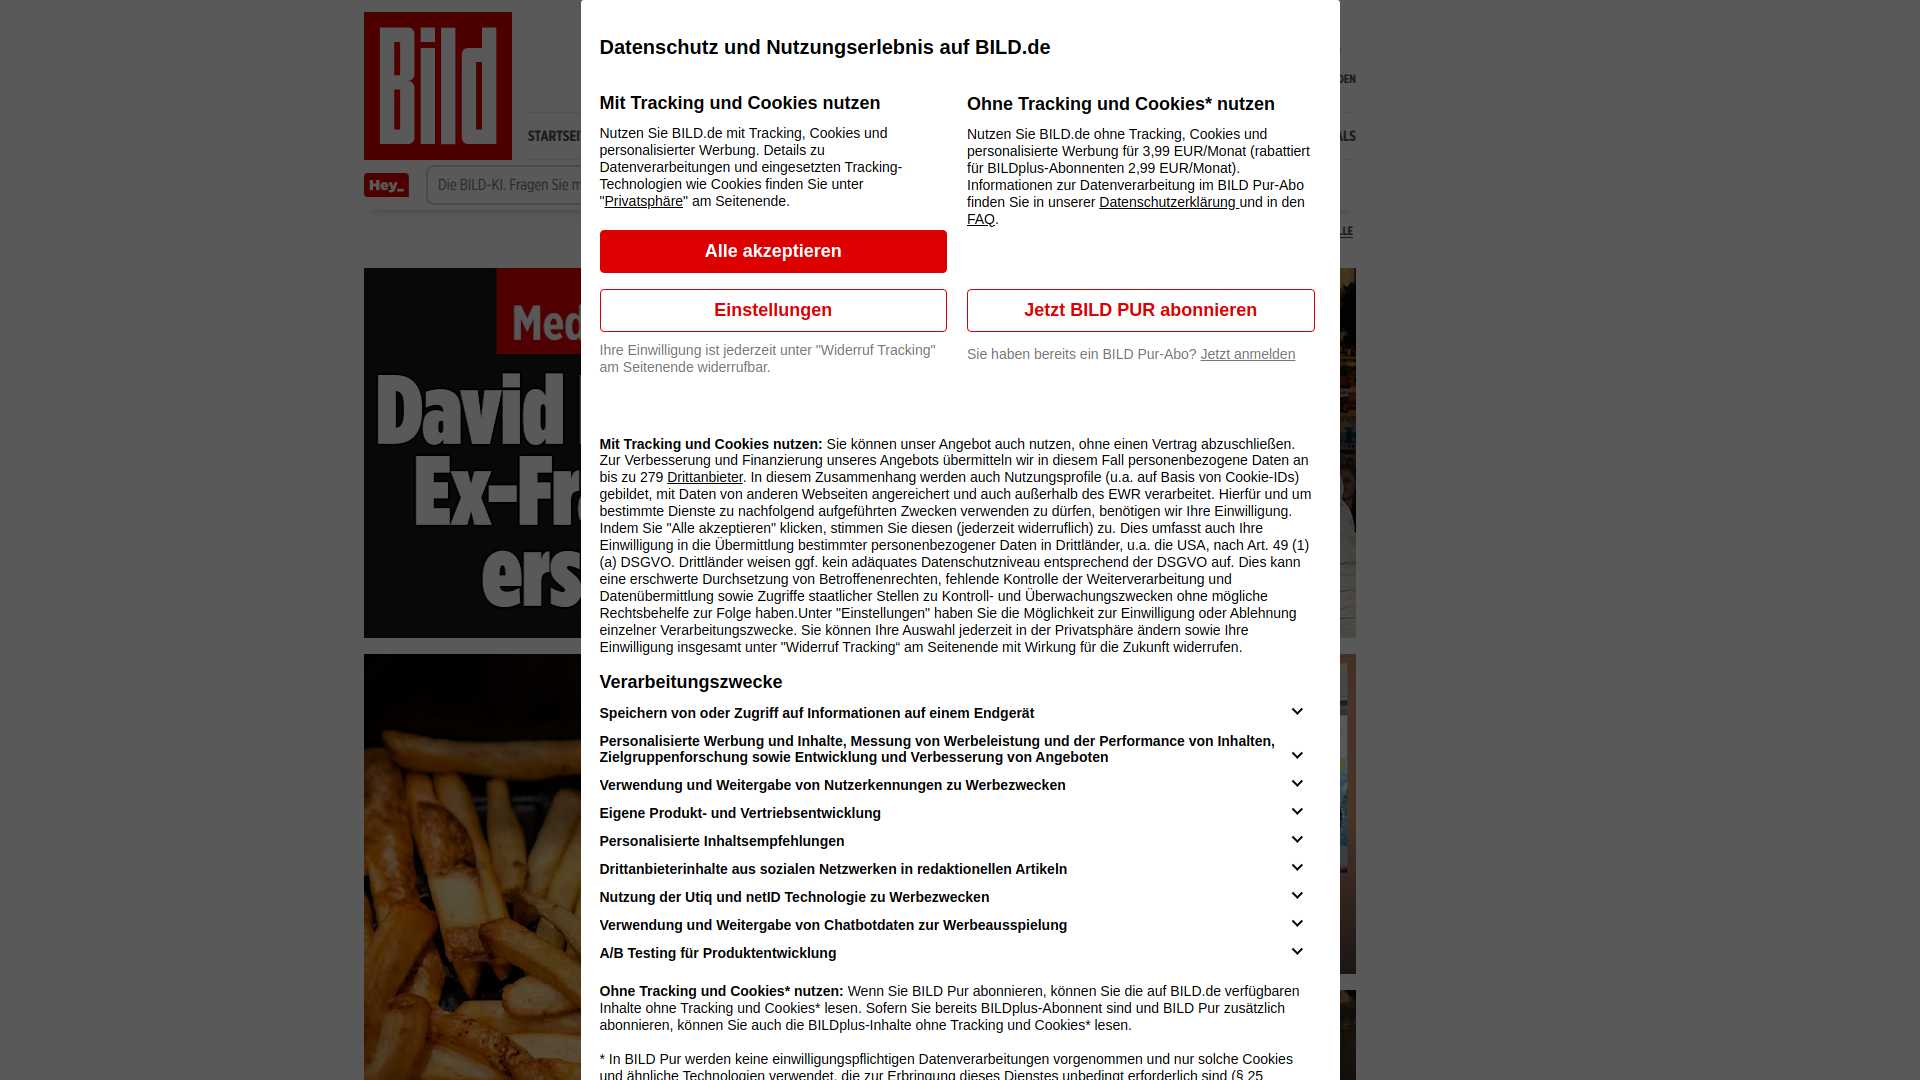 Bild
DEN
STARTSEI
ALS
Hey_
Die BILD-KI. Fragen Sie m
LLE
Med
David
Ex-Fr
ers
Datenschutz und Nutzungserlebnis auf BILD.de
Mit Tracking und Cookies nutzen
Nutzen Sie BILD.de mit Tracking, Cookies und
personalisierter Werbung. Details zu
Datenverarbeitungen und eingesetzten Tracking-
Technologien wie Cookies finden Sie unter
"Privatsphäre" am Seitenende.
Alle akzeptieren
Einstellungen
Ihre Einwilligung ist jederzeit unter "Widerruf Tracking"
am Seitenende widerrufbar.
Ohne Tracking und Cookies* nutzen
Nutzen Sie BILD.de ohne Tracking, Cookies und
personalisierte Werbung für 3,99 EUR/Monat (rabattiert
für BILDplus-Abonnenten 2,99 EUR/Monat).
Informationen zur Datenverarbeitung im BILD Pur-Abo
finden Sie in unserer Datenschutzerklärung und in den
FAQ.
Jetzt BILD PUR abonnieren
Sie haben bereits ein BILD Pur-Abo? Jetzt anmelden
Mit Tracking und Cookies nutzen: Sie können unser Angebot auch nutzen, ohne einen Vertrag abzuschließen.
Zur Verbesserung und Finanzierung unseres Angebots übermitteln wir in diesem Fall personenbezogene Daten an
bis zu 279 Drittanbieter. In diesem Zusammenhang werden auch Nutzungsprofile (u.a. auf Basis von Cookie-IDs)
gebildet, mit Daten von anderen Webseiten angereichert und auch außerhalb des EWR verarbeitet. Hierfür und um
bestimmte Dienste zu nachfolgend aufgeführten Zwecken verwenden zu dürfen, benötigen wir Ihre Einwilligung.
Indem Sie "Alle akzeptieren" klicken, stimmen Sie diesen (jederzeit widerruflich) zu. Dies umfasst auch Ihre
Einwilligung in die Übermittlung bestimmter personenbezogener Daten in Drittländer, u.a. die USA, nach Art. 49 (1)
(a) DSGVO. Drittländer weisen ggf. kein adäquates Datenschutzniveau entsprechend der DSGVO auf. Dies kann
eine erschwerte Durchsetzung von Betroffenenrechten, fehlende Kontrolle der Weiterverarbeitung und
Datenübermittlung sowie Zugriffe staatlicher Stellen zu Kontroll- und Überwachungszwecken ohne mögliche
Rechtsbehelfe zur Folge haben.Unter "Einstellungen" haben Sie die Möglichkeit zur Einwilligung oder Ablehnung
einzelner Verarbeitungszwecke. Sie können Ihre Auswahl jederzeit in der Privatsphäre ändern sowie Ihre
Einwilligung insgesamt unter "Widerruf Tracking“ am Seitenende mit Wirkung für die Zukunft widerrufen.
Verarbeitungszwecke
Speichern von oder Zugriff auf Informationen auf einem Endgerät
Personalisierte Werbung und Inhalte, Messung von Werbeleistung und der Performance von Inhalten,
Zielgruppenforschung sowie Entwicklung und Verbesserung von Angeboten
Verwendung und Weitergabe von Nutzerkennungen zu Werbezwecken
Eigene Produkt- und Vertriebsentwicklung
Personalisierte Inhaltsempfehlungen
Drittanbieterinhalte aus sozialen Netzwerken in redaktionellen Artikeln
Nutzung der Utiq und netID Technologie zu Werbezwecken
Verwendung und Weitergabe von Chatbotdaten zur Werbeausspielung
A/B Testing für Produktentwicklung
Ohne Tracking und Cookies* nutzen: Wenn Sie BILD Pur abonnieren, können Sie die auf BILD.de verfügbaren
Inhalte ohne Tracking und Cookies* lesen. Sofern Sie bereits BILDplus-Abonnent sind und BILD Pur zusätzlich
abonnieren, können Sie auch die BILDplus-Inhalte ohne Tracking und Cookies* lesen.
* In BILD Pur werden keine einwilligungspflichtigen Datenverarbeitungen vorgenommen und nur solche Cookies
und ähnliche Technologien verwendet, die zur Erbringung dieses Dienstes unbedingt erforderlich sind (§ 25